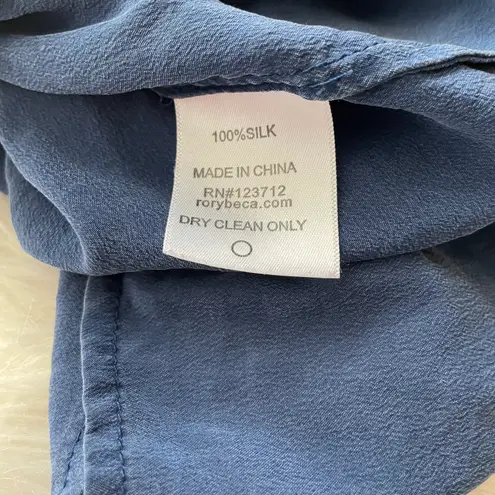 100%SILK
MADE IN CHINA
RN#123712
rorybeca.com
DRY CLEAN ONLY